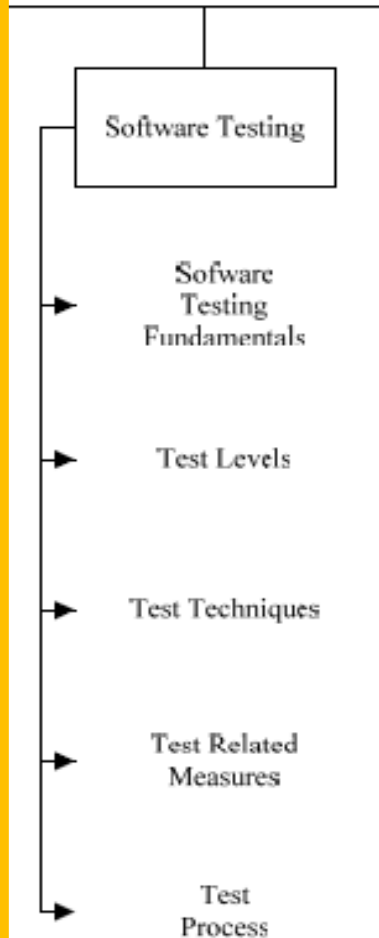 Software Testing
Sofware
Testing
Fundamentals
Test Levels
Test Techniques
Test Related
Measures
Test
Process